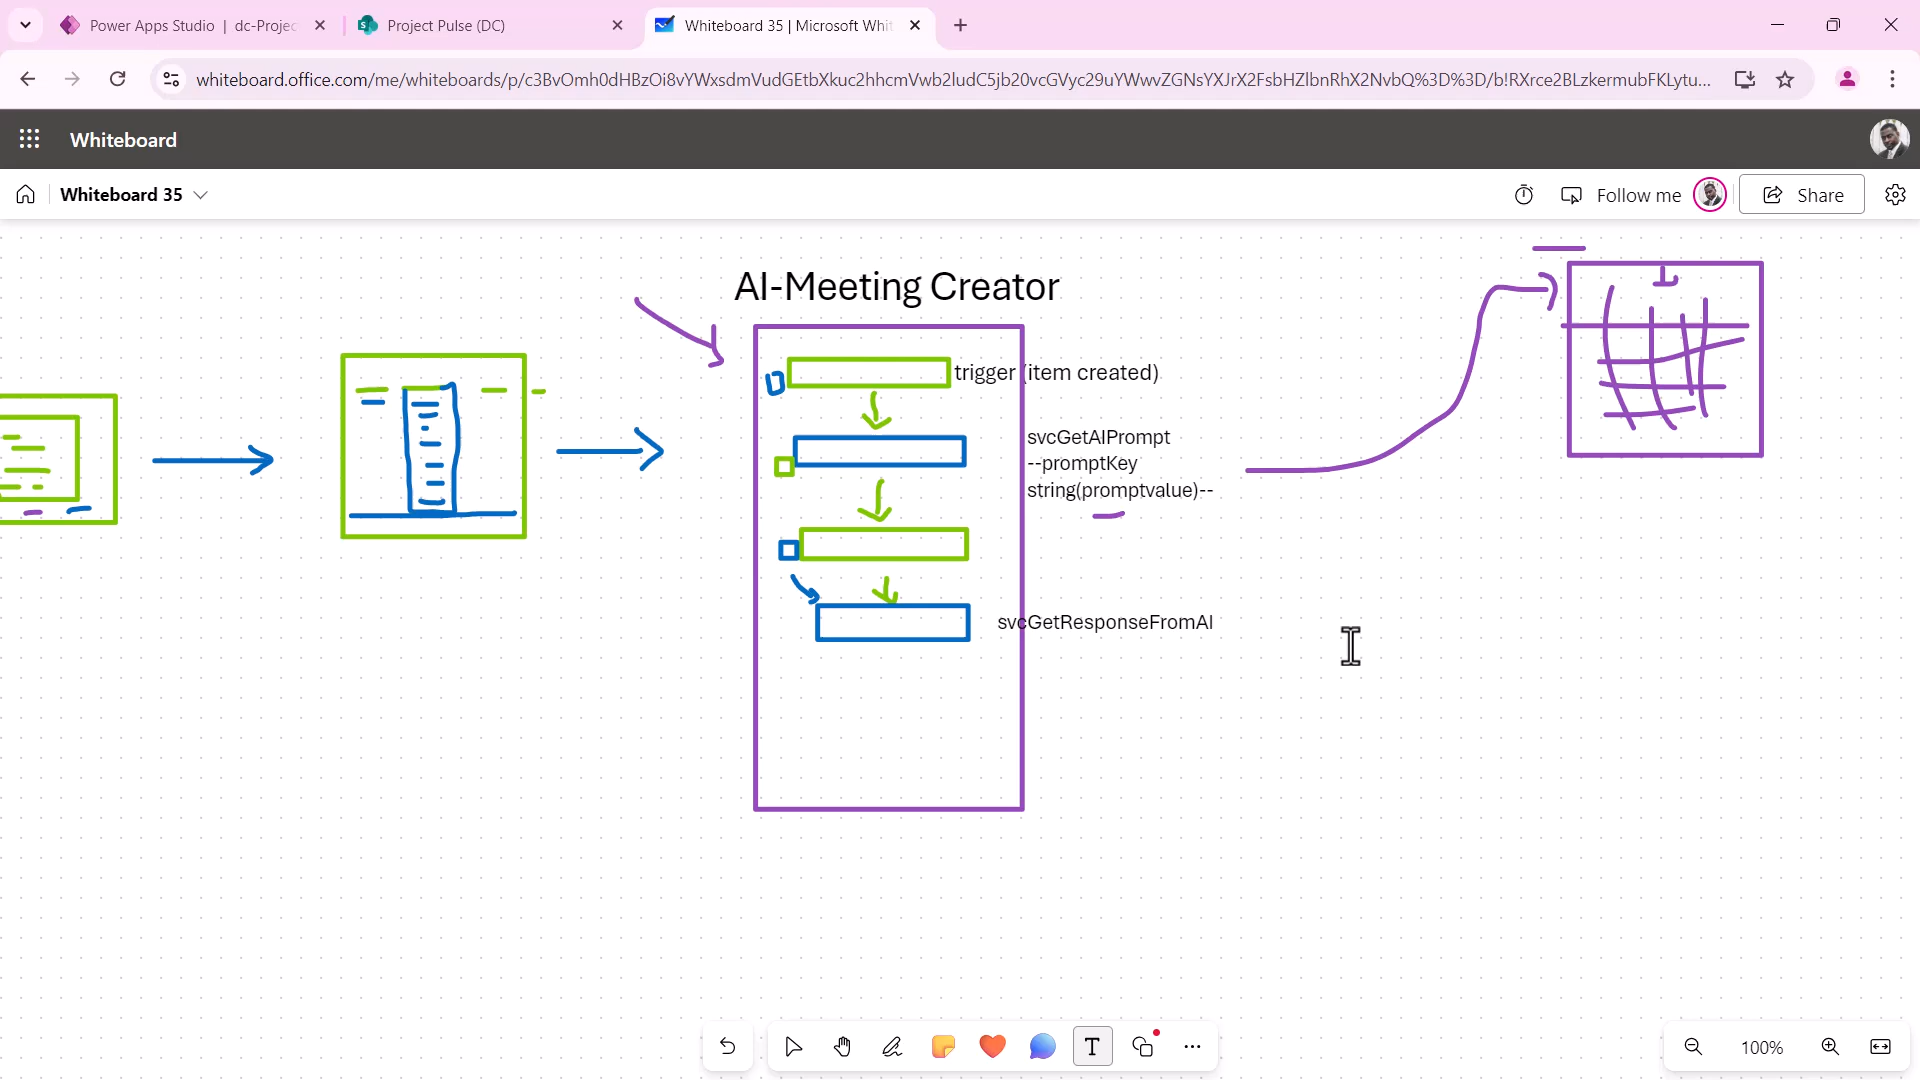 Power Apps Studio | dc-Projec
Project Pulse (DC)
Whiteboard 35 | Microsoft Whit
whiteboard.office.com/me/whiteboards/p/c3BvOmh0dHBzOi8vYWxsdmVudGEtbXkuc2hhcmVwb2ludC5jb20vcGVyc29uYWwvZGNsYXJrX2FsbHZlbnRhX2NvbQ%3D%3D/b!RXrce2BLzkermubFKLytu...
Whiteboard
Whiteboard 35
Follow me
Share
AI-Meeting Creator
trigger (item created)
svcGetAIPrompt
--promptKey
string(promptvalue)--
svcGetResponseFromAI
T
100%